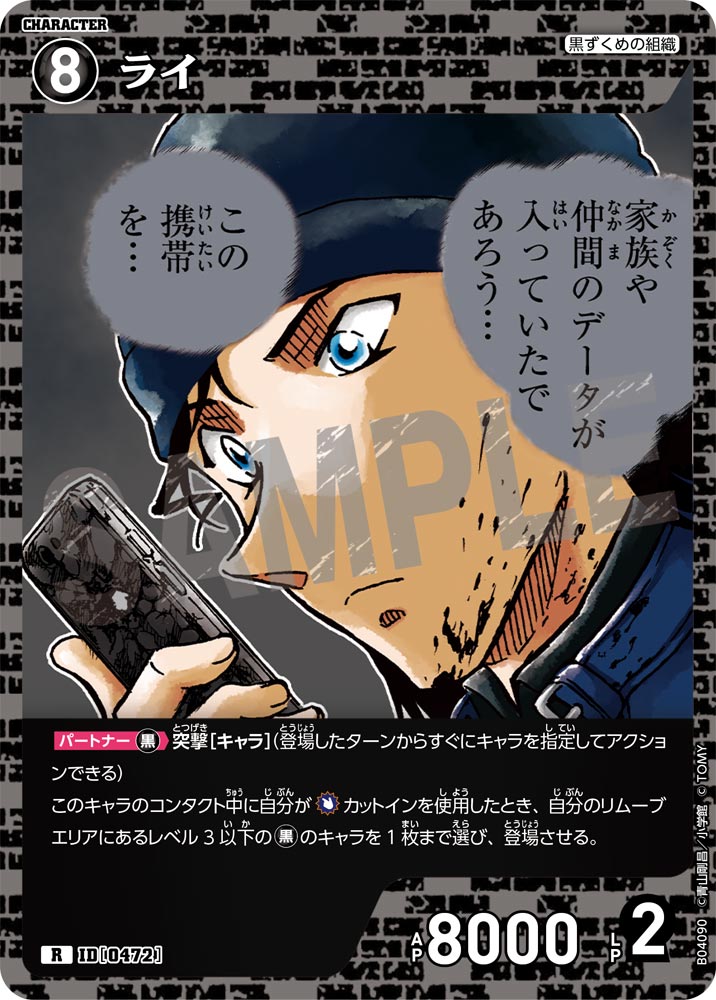 CHARACTER
8
ライ
黒ずくめの組織
家族や
仲間のデータが
入っていたで
あろう…
この
携帯
を…
SAMPLE
パートナー 黒 突撃[キャラ](登場したターンからすぐにキャラを指定してアクショ
ンできる)
このキャラのコンタクト中に自分が カットインを使用したとき、自分のリムーブ
エリアにあるレベル3以下の黒のキャラを1枚まで選び、登場させる。
R ID[0472]
AP 8000 LP 2
B04090 ©青山剛昌/小学館 ©TOMY